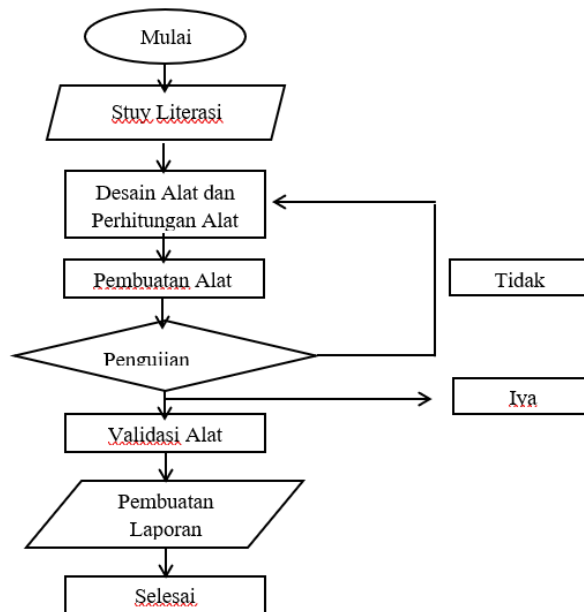 Mulai
Stuy Literasi
Desain Alat dan
Perhitungan Alat
Pembuatan Alat
Tidak
Pengujian
Iya
Validasi Alat
Pembuatan
Laporan
Selesai